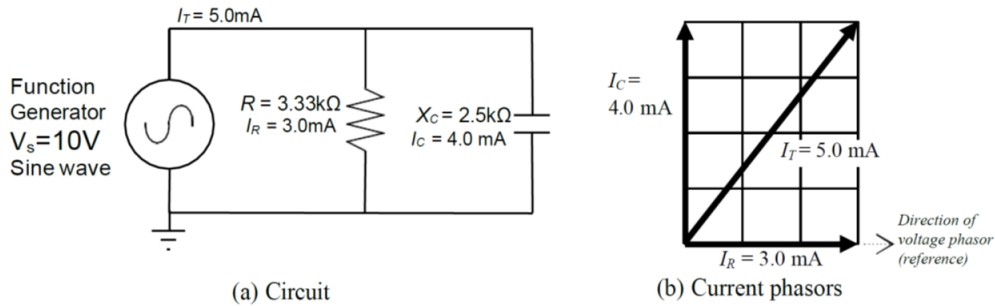 I_T = 5.0mA
Function
Generator
V_s=10V
Sine wave
R = 3.33kΩ
I_R = 3.0mA
X_C = 2.5kΩ
I_C = 4.0 mA
(a) Circuit
I_C =
4.0 mA
I_T = 5.0 mA
I_R = 3.0 mA
Direction of
voltage phasor
(reference)
(b) Current phasors